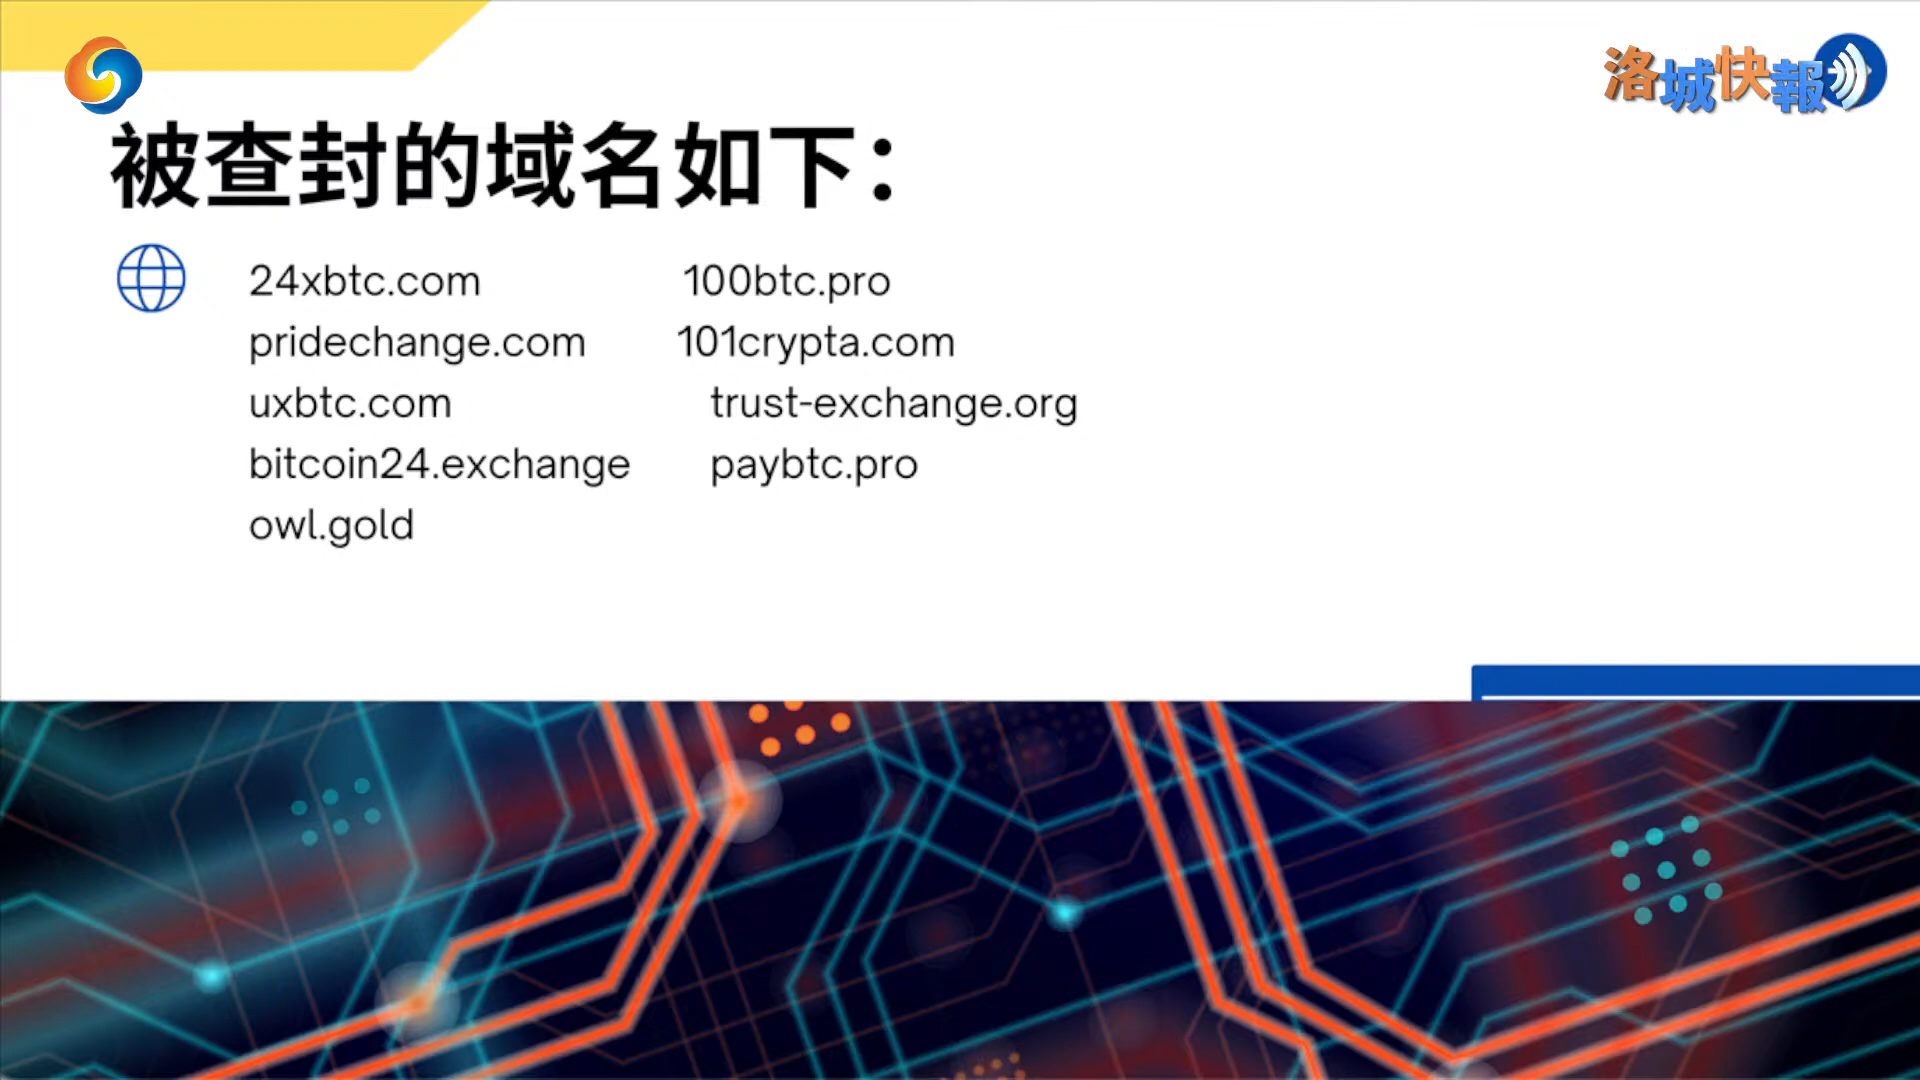 洛城快報
被查封的域名如下：
24xbtc.com 100btc.pro
pridechange.com 101crypta.com
uxbtc.com trust-exchange.org
bitcoin24.exchange paybtc.pro
owl.gold